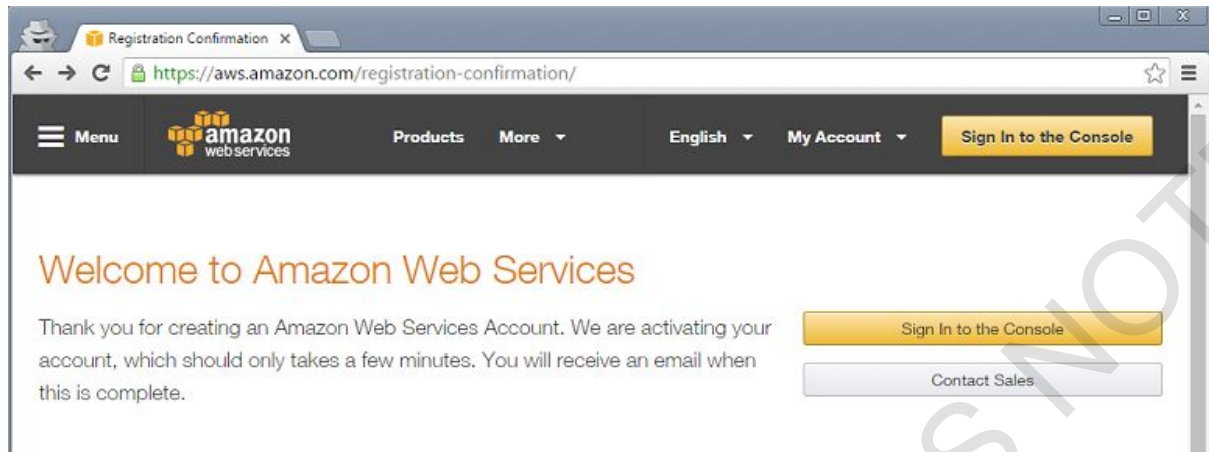 Registration Confirmation
https://aws.amazon.com/registration-confirmation/
Menu
amazon
webservices
Products
More
English
My Account
Sign In to the Console
Welcome to Amazon Web Services
Thank you for creating an Amazon Web Services Account. We are activating your
account, which should only takes a few minutes. You will receive an email when
this is complete.
Sign In to the Console
Contact Sales
S NOT